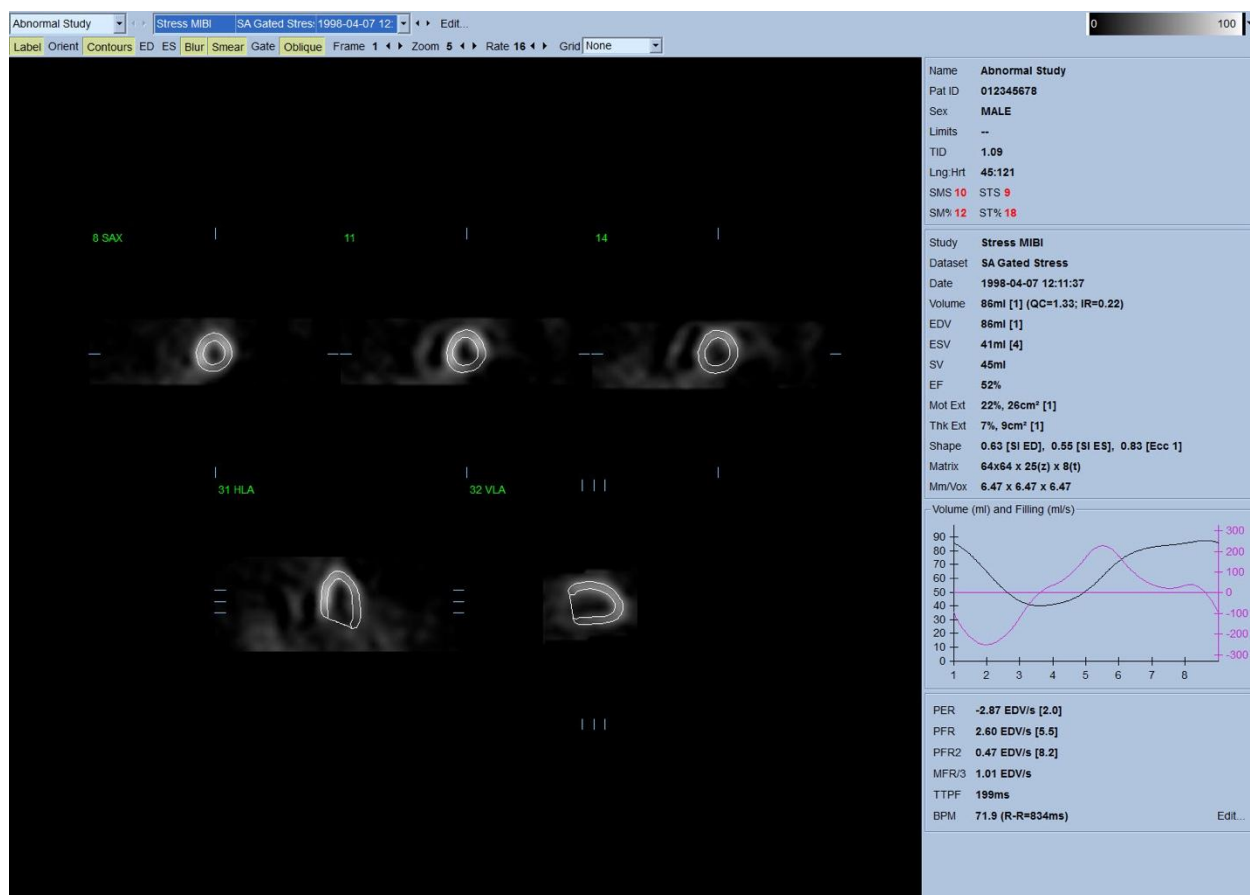 Abnormal Study Stress MIBI SA Gated Stres: 1998-04-07 12: Edit... 0 100
Label Orient Contours ED ES Blur Smear Gate Oblique Frame 1 Zoom 5 Rate 16 Grid None
8 SAX 11 14
31 HLA 32 VLA
Name Abnormal Study
Pat ID 012345678
Sex MALE
Limits --
TID 1.09
Lng:Hrt 45:121
SMS 10 STS 9
SM% 12 ST% 18
Study Stress MIBI
Dataset SA Gated Stress
Date 1998-04-07 12:11:37
Volume 86ml [1] (QC=1.33; IR=0.22)
EDV 86ml [1]
ESV 41ml [4]
SV 45ml
EF 52%
Mot Ext 22%, 26cm² [1]
Thk Ext 7%, 9cm² [1]
Shape 0.63 [SI ED], 0.55 [SI ES], 0.83 [Ecc 1]
Matrix 64x64 x 25(z) x 8(t)
Mm/Vox 6.47 x 6.47 x 6.47
Volume (ml) and Filling (ml/s)
90
80
70
60
50
40
30
20
10
0
300
200
100
0
-100
-200
-300
1 2 3 4 5 6 7 8
PER -2.87 EDV/s [2.0]
PFR 2.60 EDV/s [5.5]
PFR2 0.47 EDV/s [8.2]
MFR/3 1.01 EDV/s
TTPF 199ms
BPM 71.9 (R-R=834ms) Edit...